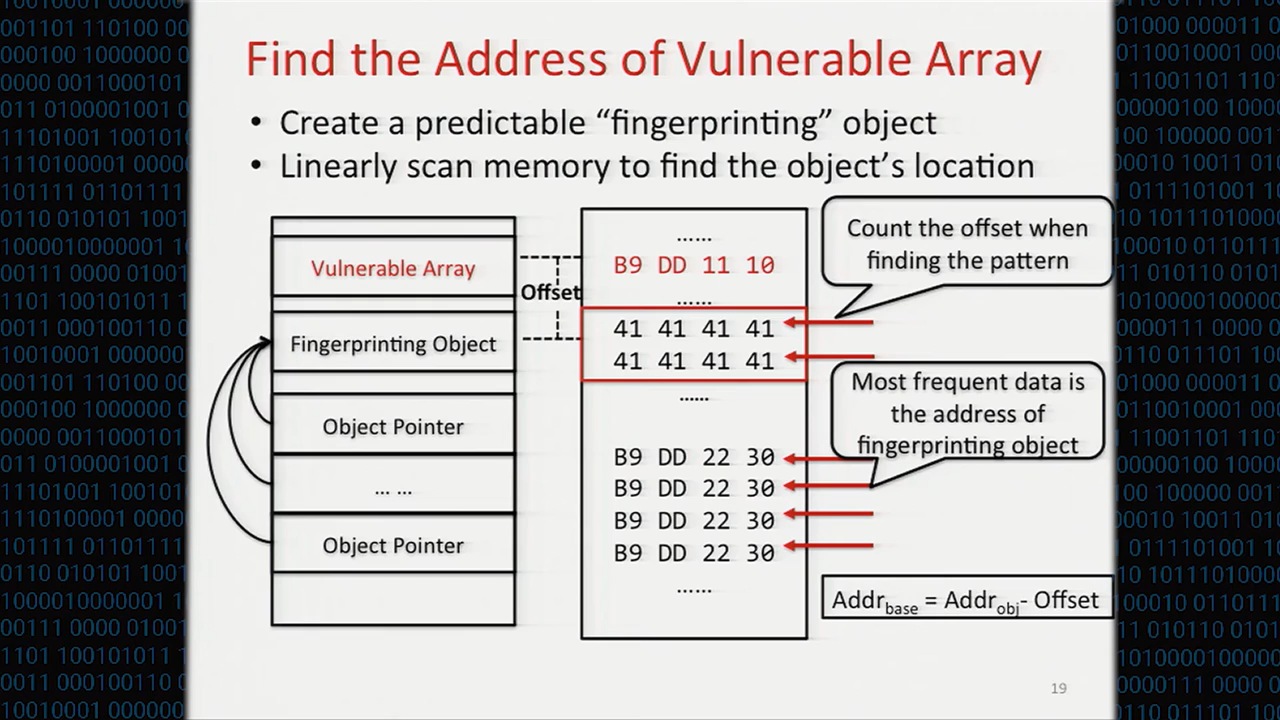 Find the Address of Vulnerable Array
• Create a predictable “fingerprinting” object
• Linearly scan memory to find the object’s location
Vulnerable Array
Fingerprinting Object
Object Pointer
... ...
Object Pointer
Offset
......
B9 DD 11 10
......
41 41 41 41
41 41 41 41
......
B9 DD 22 30
B9 DD 22 30
B9 DD 22 30
B9 DD 22 30
......
Count the offset when
finding the pattern
Most frequent data is
the address of
fingerprinting object
Addrbase = Addrobj- Offset
19